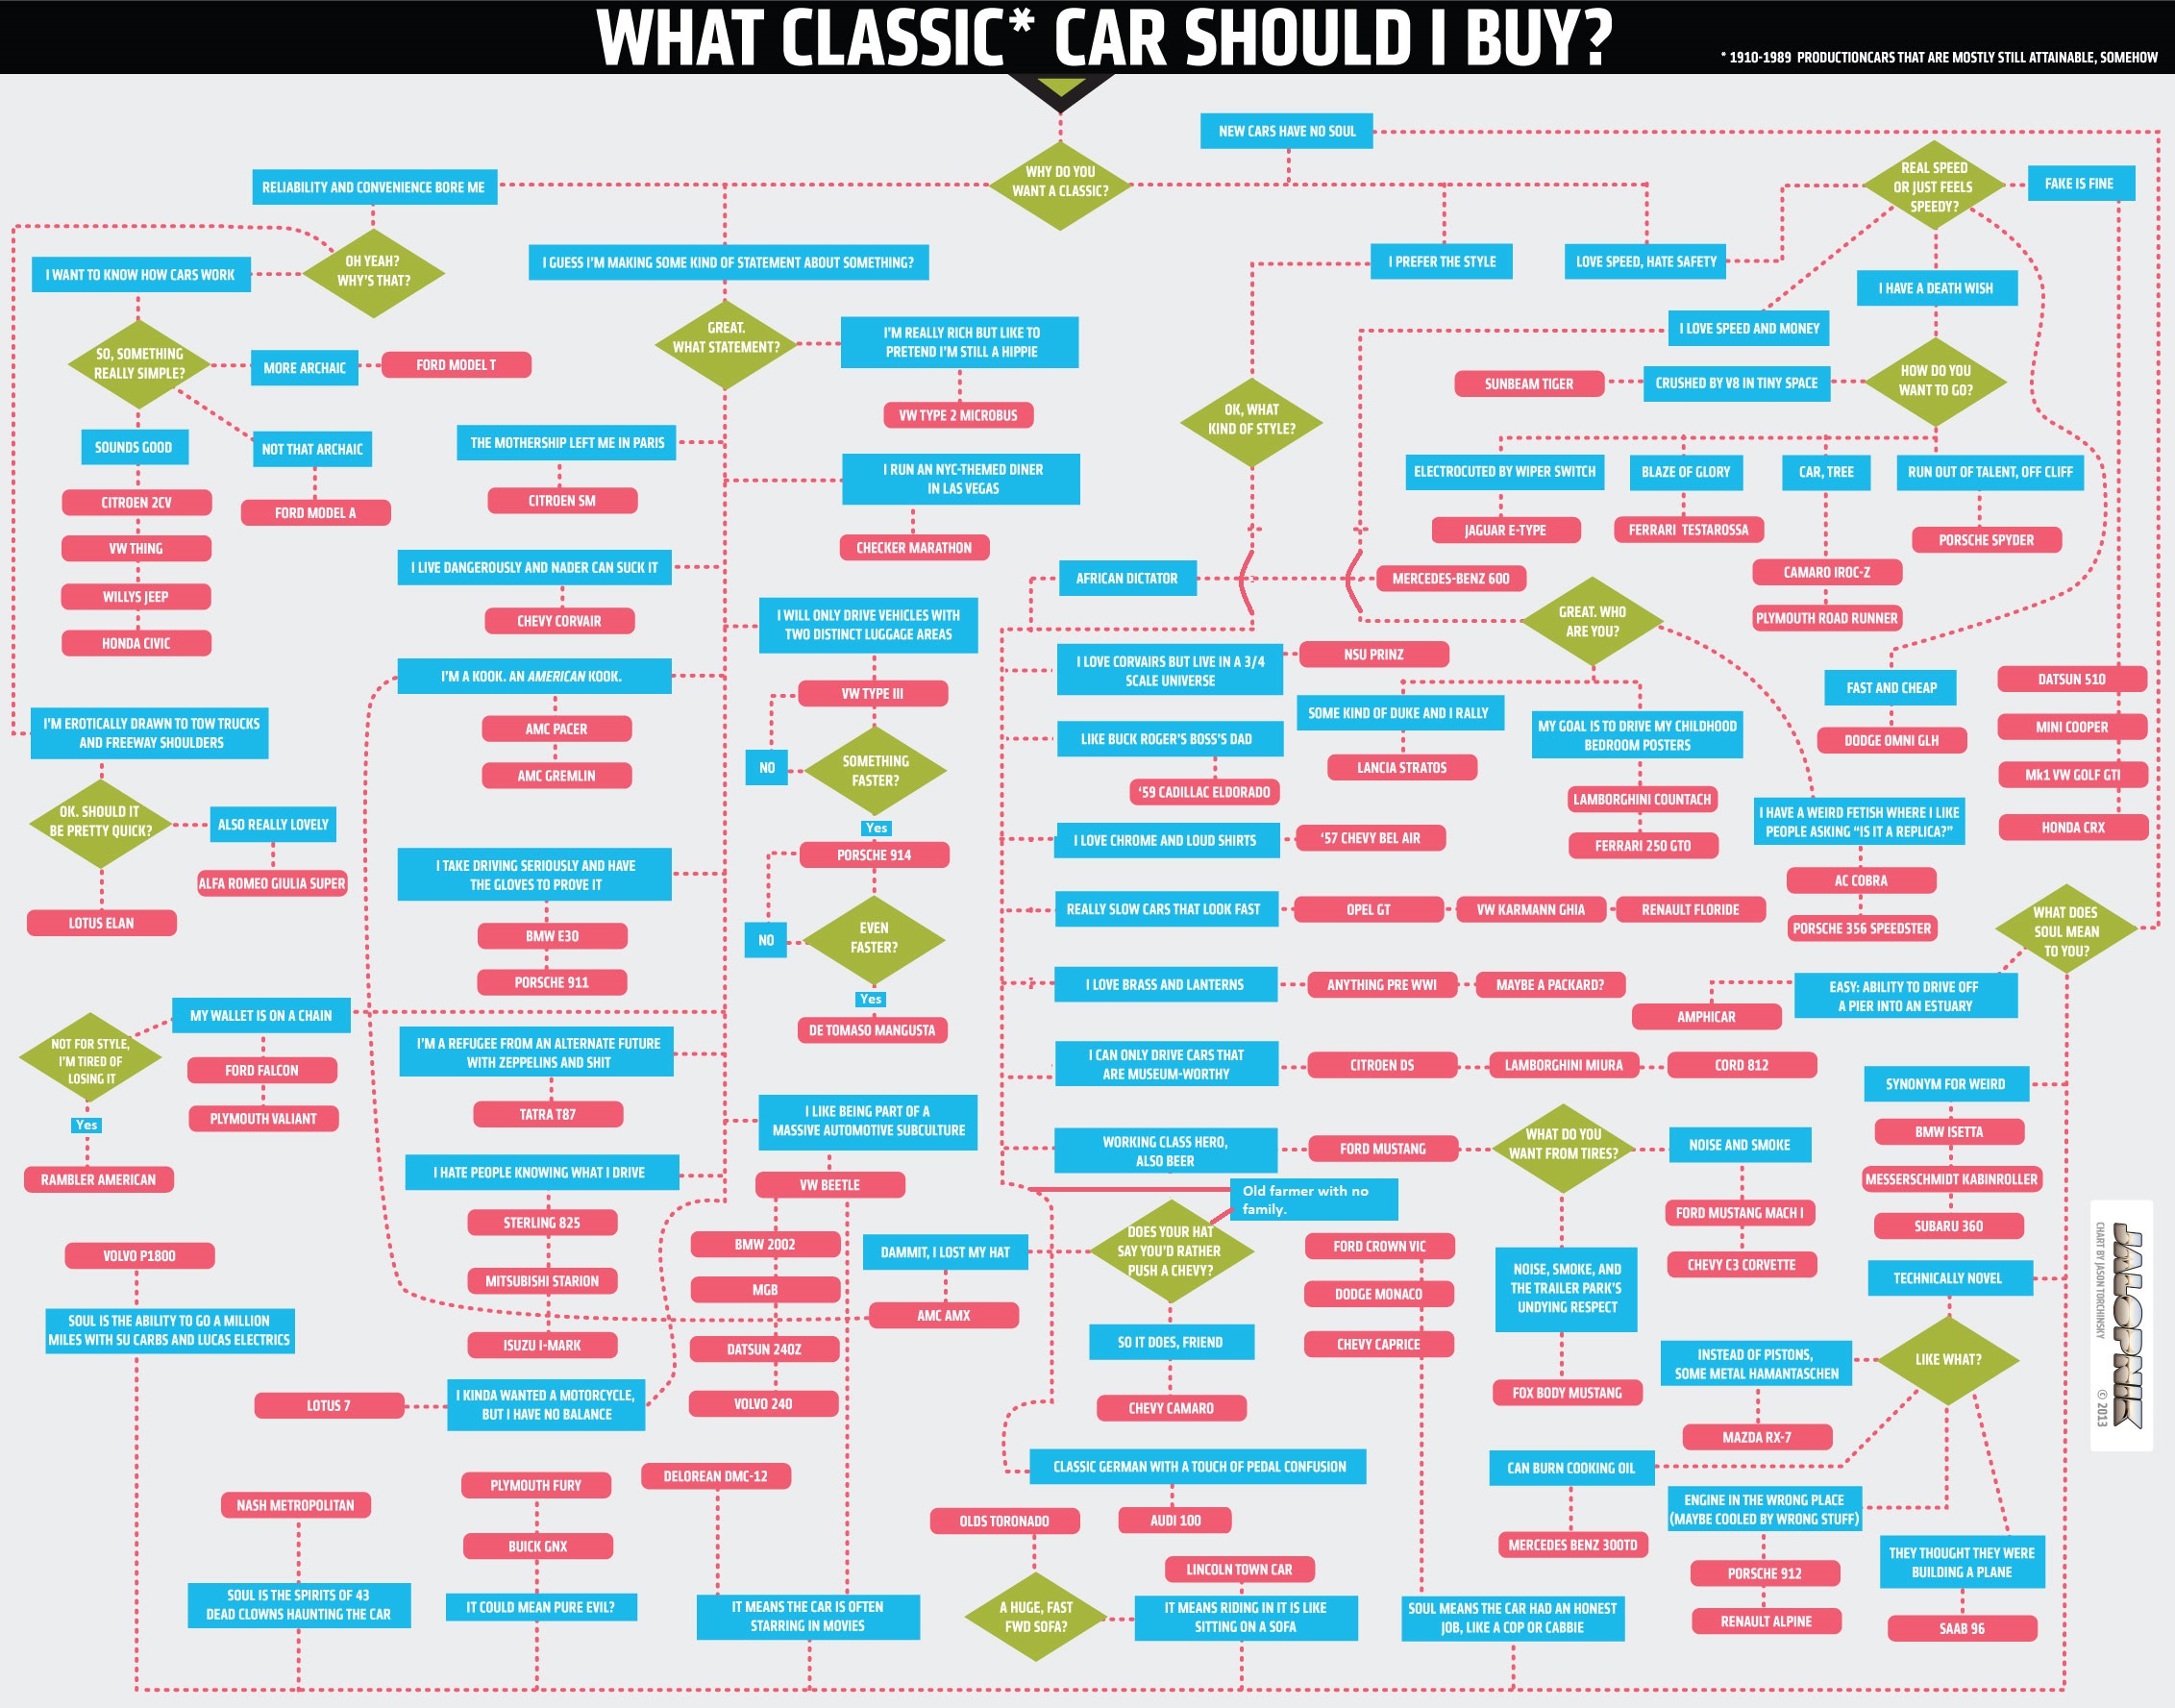 WHAT CLASSIC* CAR SHOULD I BUY?
* 1910-1989 PRODUCTIONCARS THAT ARE MOSTLY STILL ATTAINABLE, SOMEHOW
WHY DO YOU
WANT A CLASSIC?
NEW CARS HAVE NO SOUL
RELIABILITY AND CONVENIENCE BORE ME
OH YEAH?
WHY'S THAT?
I WANT TO KNOW HOW CARS WORK
SO, SOMETHING
REALLY SIMPLE?
MORE ARCHAIC
FORD MODEL T
SOUNDS GOOD
NOT THAT ARCHAIC
FORD MODEL A
CITROEN 2CV
VW THING
WILLYS JEEP
HONDA CIVIC
I'M EROTICALLY DRAWN TO TOW TRUCKS
AND FREEWAY SHOULDERS
OK. SHOULD IT
BE PRETTY QUICK?
ALSO REALLY LOVELY
ALFA ROMEO GIULIA SUPER
LOTUS ELAN
I GUESS I'M MAKING SOME KIND OF STATEMENT ABOUT SOMETHING?
GREAT.
WHAT STATEMENT?
I'M REALLY RICH BUT LIKE TO
PRETEND I'M STILL A HIPPIE
VW TYPE 2 MICROBUS
THE MOTHERSHIP LEFT ME IN PARIS
CITROEN SM
I RUN AN NYC-THEMED DINER
IN LAS VEGAS
CHECKER MARATHON
I LIVE DANGEROUSLY AND NADER CAN SUCK IT
CHEVY CORVAIR
I WILL ONLY DRIVE VEHICLES WITH
TWO DISTINCT LUGGAGE AREAS
VW TYPE III
SOMETHING
FASTER?
NO
Yes
PORSCHE 914
EVEN
FASTER?
NO
Yes
DE TOMASO MANGUSTA
I'M A KOOK. AN AMERICAN KOOK.
AMC PACER
AMC GREMLIN
I TAKE DRIVING SERIOUSLY AND HAVE
THE GLOVES TO PROVE IT
BMW E30
PORSCHE 911
MY WALLET IS ON A CHAIN
NOT FOR STYLE,
I'M TIRED OF
LOSING IT
Yes
RAMBLER AMERICAN
FORD FALCON
PLYMOUTH VALIANT
I'M A REFUGEE FROM AN ALTERNATE FUTURE
WITH ZEPPELINS AND SHIT
TATRA T87
I LIKE BEING PART OF A
MASSIVE AUTOMOTIVE SUBCULTURE
VW BEETLE
BMW 2002
MGB
DATSUN 240Z
VOLVO 240
I HATE PEOPLE KNOWING WHAT I DRIVE
STERLING 825
MITSUBISHI STARION
ISUZU I-MARK
I KINDA WANTED A MOTORCYCLE,
BUT I HAVE NO BALANCE
LOTUS 7
I PREFER THE STYLE
OK, WHAT
KIND OF STYLE?
AFRICAN DICTATOR
MERCEDES-BENZ 600
I LOVE CORVAIRS BUT LIVE IN A 3/4
SCALE UNIVERSE
NSU PRINZ
LIKE BUCK ROGER'S BOSS'S DAD
'59 CADILLAC ELDORADO
I LOVE CHROME AND LOUD SHIRTS
'57 CHEVY BEL AIR
REALLY SLOW CARS THAT LOOK FAST
OPEL GT
VW KARMANN GHIA
RENAULT FLORIDE
I LOVE BRASS AND LANTERNS
ANYTHING PRE WWI
MAYBE A PACKARD?
I CAN ONLY DRIVE CARS THAT
ARE MUSEUM-WORTHY
CITROEN DS
LAMBORGHINI MIURA
CORD 812
WORKING CLASS HERO,
ALSO BEER
FORD MUSTANG
WHAT DO YOU
WANT FROM TIRES?
NOISE AND SMOKE
FORD MUSTANG MACH I
CHEVY C3 CORVETTE
NOISE, SMOKE, AND
THE TRAILER PARK'S
UNDYING RESPECT
FOX BODY MUSTANG
Old farmer with no
family.
DOES YOUR HAT
SAY YOU'D RATHER
PUSH A CHEVY?
DAMMIT, I LOST MY HAT
AMC AMX
SO IT DOES, FRIEND
CHEVY CAMARO
CLASSIC GERMAN WITH A TOUCH OF PEDAL CONFUSION
AUDI 100
LOVE SPEED, HATE SAFETY
REAL SPEED
OR JUST FEELS
SPEEDY?
FAKE IS FINE
DATSUN 510
MINI COOPER
Mk1 VW GOLF GTI
HONDA CRX
I HAVE A DEATH WISH
HOW DO YOU
WANT TO GO?
CRUSHED BY V8 IN TINY SPACE
SUNBEAM TIGER
ELECTROCUTED BY WIPER SWITCH
JAGUAR E-TYPE
BLAZE OF GLORY
FERRARI TESTAROSSA
CAR, TREE
CAMARO IROC-Z
PLYMOUTH ROAD RUNNER
RUN OUT OF TALENT, OFF CLIFF
PORSCHE SPYDER
I LOVE SPEED AND MONEY
GREAT. WHO
ARE YOU?
SOME KIND OF DUKE AND I RALLY
LANCIA STRATOS
MY GOAL IS TO DRIVE MY CHILDHOOD
BEDROOM POSTERS
LAMBORGHINI COUNTACH
FERRARI 250 GTO
I HAVE A WEIRD FETISH WHERE I LIKE
PEOPLE ASKING "IS IT A REPLICA?"
AC COBRA
PORSCHE 356 SPEEDSTER
FAST AND CHEAP
DODGE OMNI GLH
WHAT DOES
SOUL MEAN
TO YOU?
EASY: ABILITY TO DRIVE OFF
A PIER INTO AN ESTUARY
AMPHICAR
SYNONYM FOR WEIRD
BMW ISETTA
MESSERSCHMIDT KABINROLLER
SUBARU 360
TECHNICALLY NOVEL
LIKE WHAT?
INSTEAD OF PISTONS,
SOME METAL HAMANTASCHEN
MAZDA RX-7
CAN BURN COOKING OIL
MERCEDES BENZ 300TD
ENGINE IN THE WRONG PLACE
(MAYBE COOLED BY WRONG STUFF)
PORSCHE 912
RENAULT ALPINE
THEY THOUGHT THEY WERE
BUILDING A PLANE
SAAB 96
FORD CROWN VIC
DODGE MONACO
CHEVY CAPRICE
SOUL MEANS THE CAR HAD AN HONEST
JOB, LIKE A COP OR CABBIE
LINCOLN TOWN CAR
IT MEANS RIDING IN IT IS LIKE
SITTING ON A SOFA
A HUGE, FAST
FWD SOFA?
OLDS TORONADO
DELOREAN DMC-12
IT MEANS THE CAR IS OFTEN
STARRING IN MOVIES
PLYMOUTH FURY
BUICK GNX
IT COULD MEAN PURE EVIL?
NASH METROPOLITAN
SOUL IS THE SPIRITS OF 43
DEAD CLOWNS HAUNTING THE CAR
VOLVO P1800
SOUL IS THE ABILITY TO GO A MILLION
MILES WITH SU CARBS AND LUCAS ELECTRICS
JALOPNIK
CHART BY JASON TORCHINSKY
© 2013